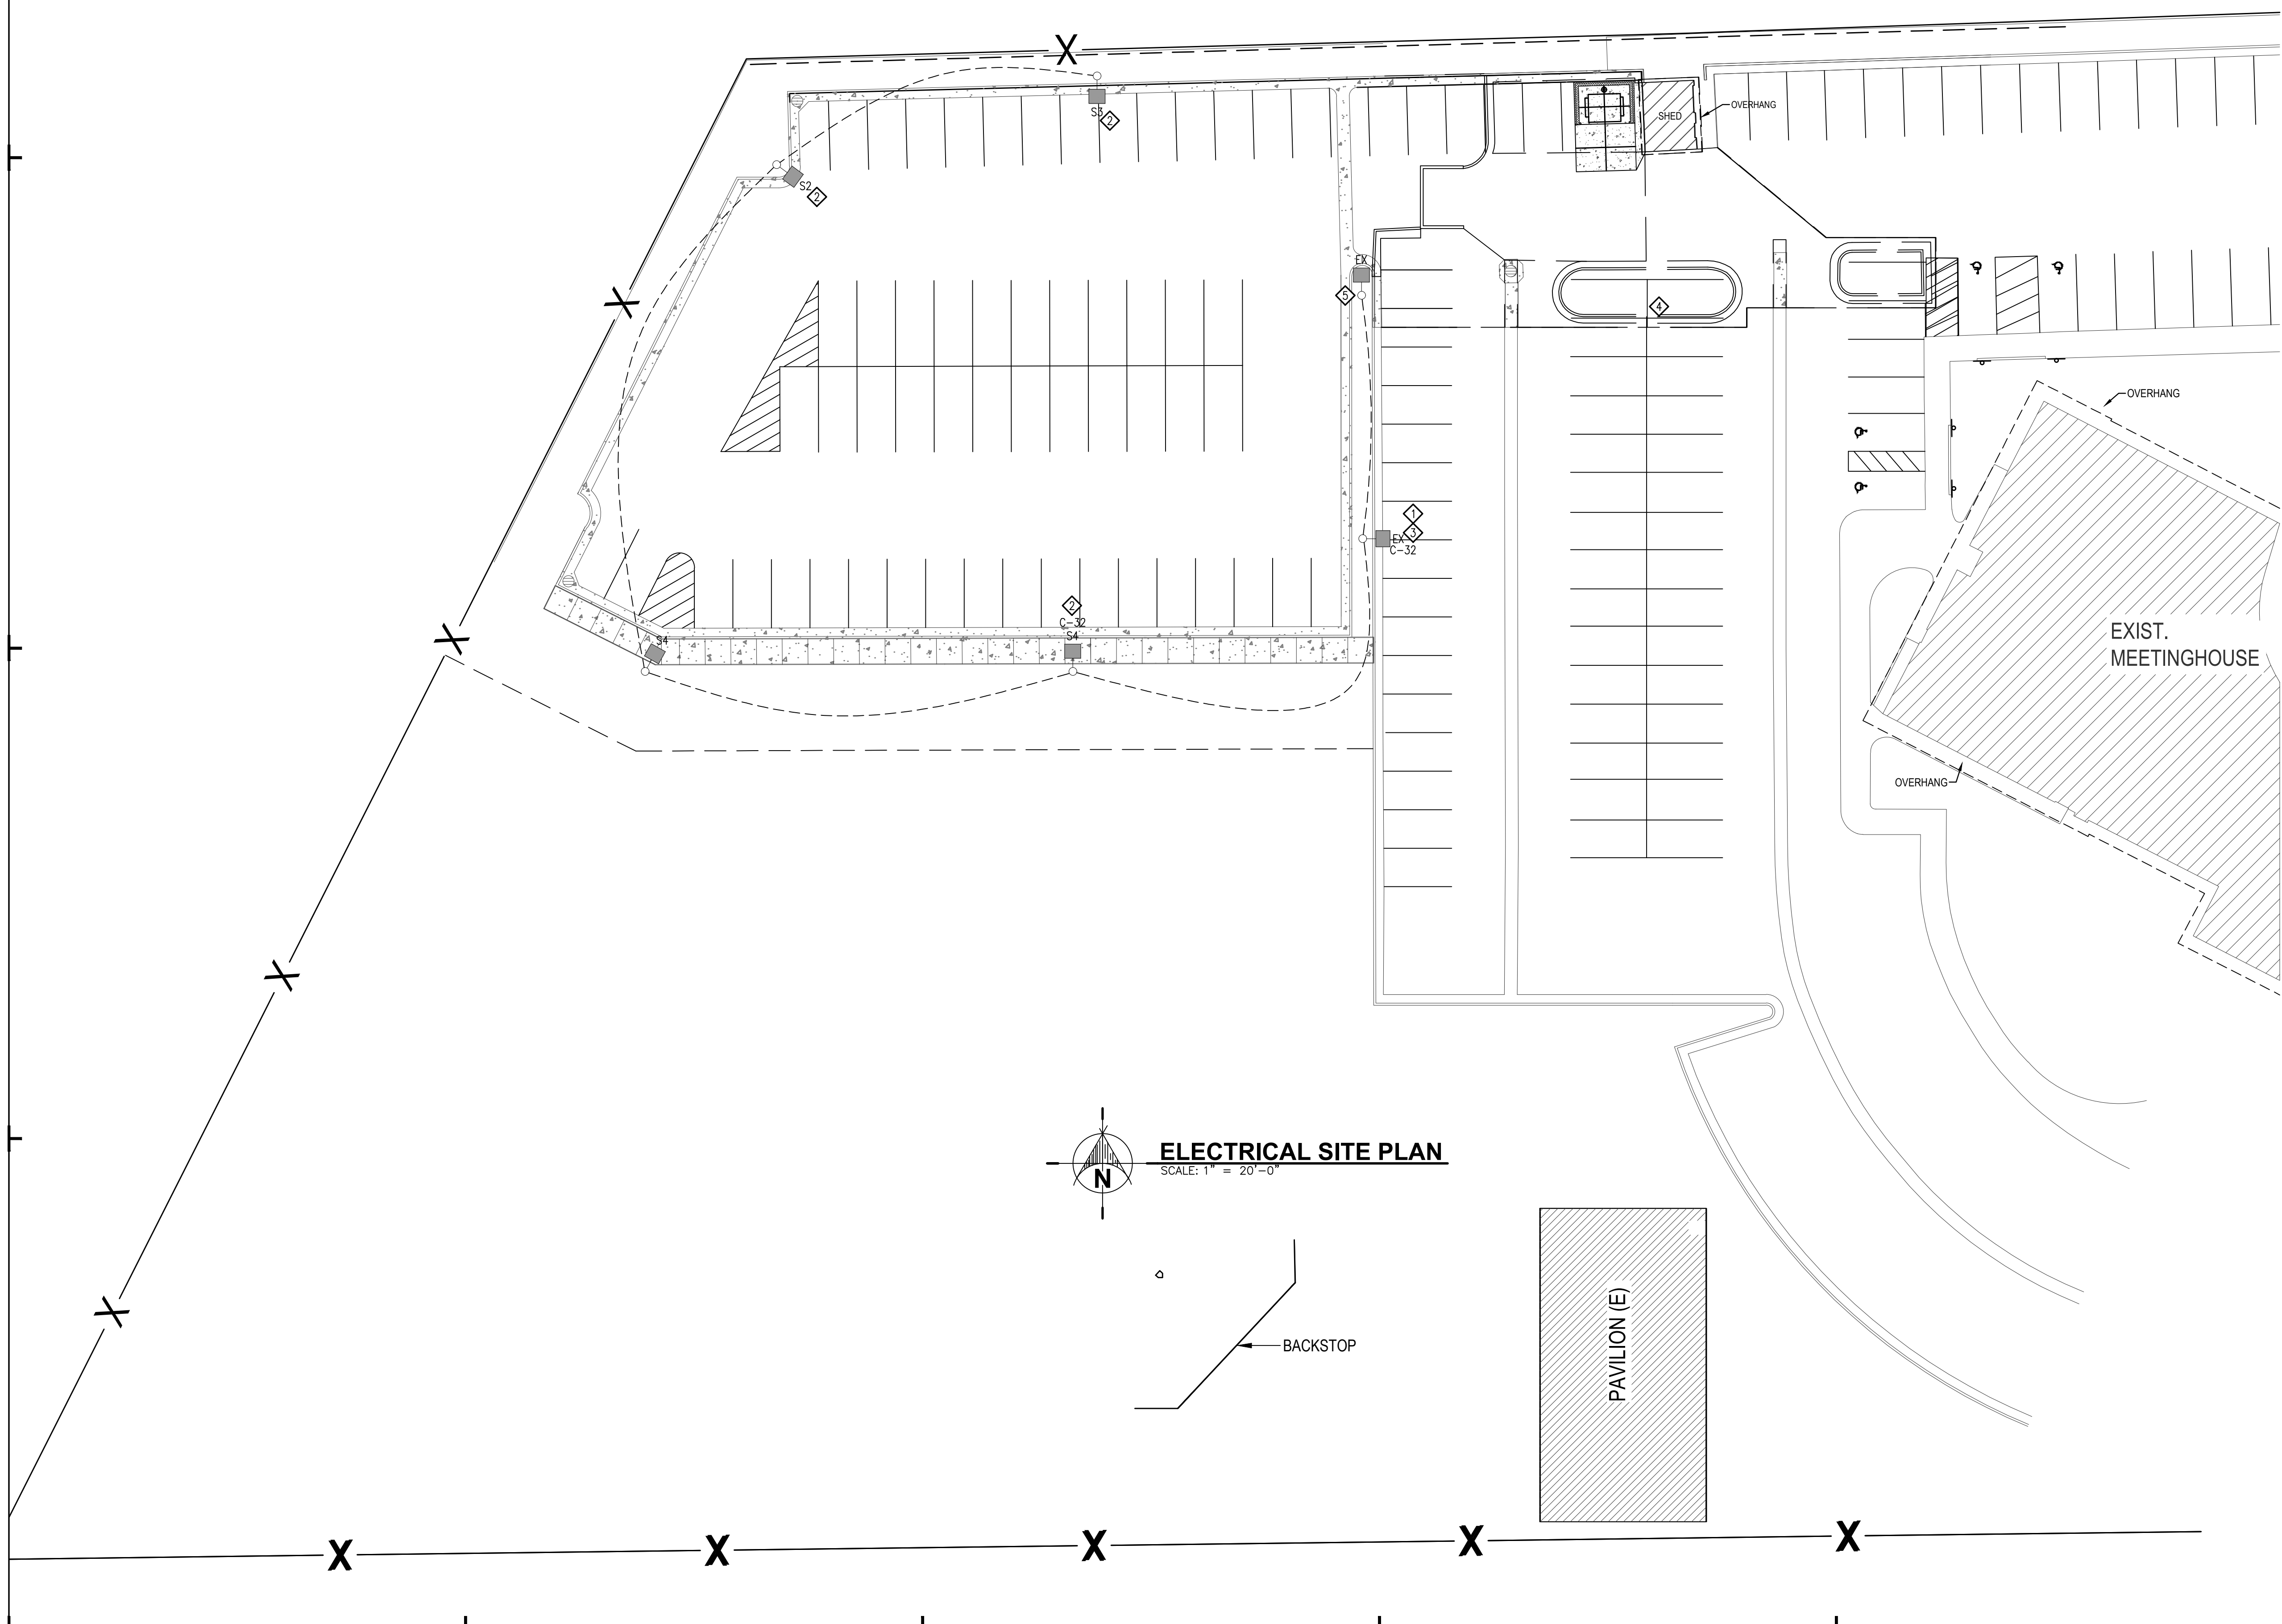 X
OVERHANG
SHED
S3
2
S2
2
EX
5
4
X
OVERHANG
1
3
EX
C-32
2
C-32
S4
S4
X
EXIST.
MEETINGHOUSE
OVERHANG
X
ELECTRICAL SITE PLAN
SCALE: 1" = 20'-0"
N
X
BACKSTOP
PAVILION (E)
X
X
X
X
X